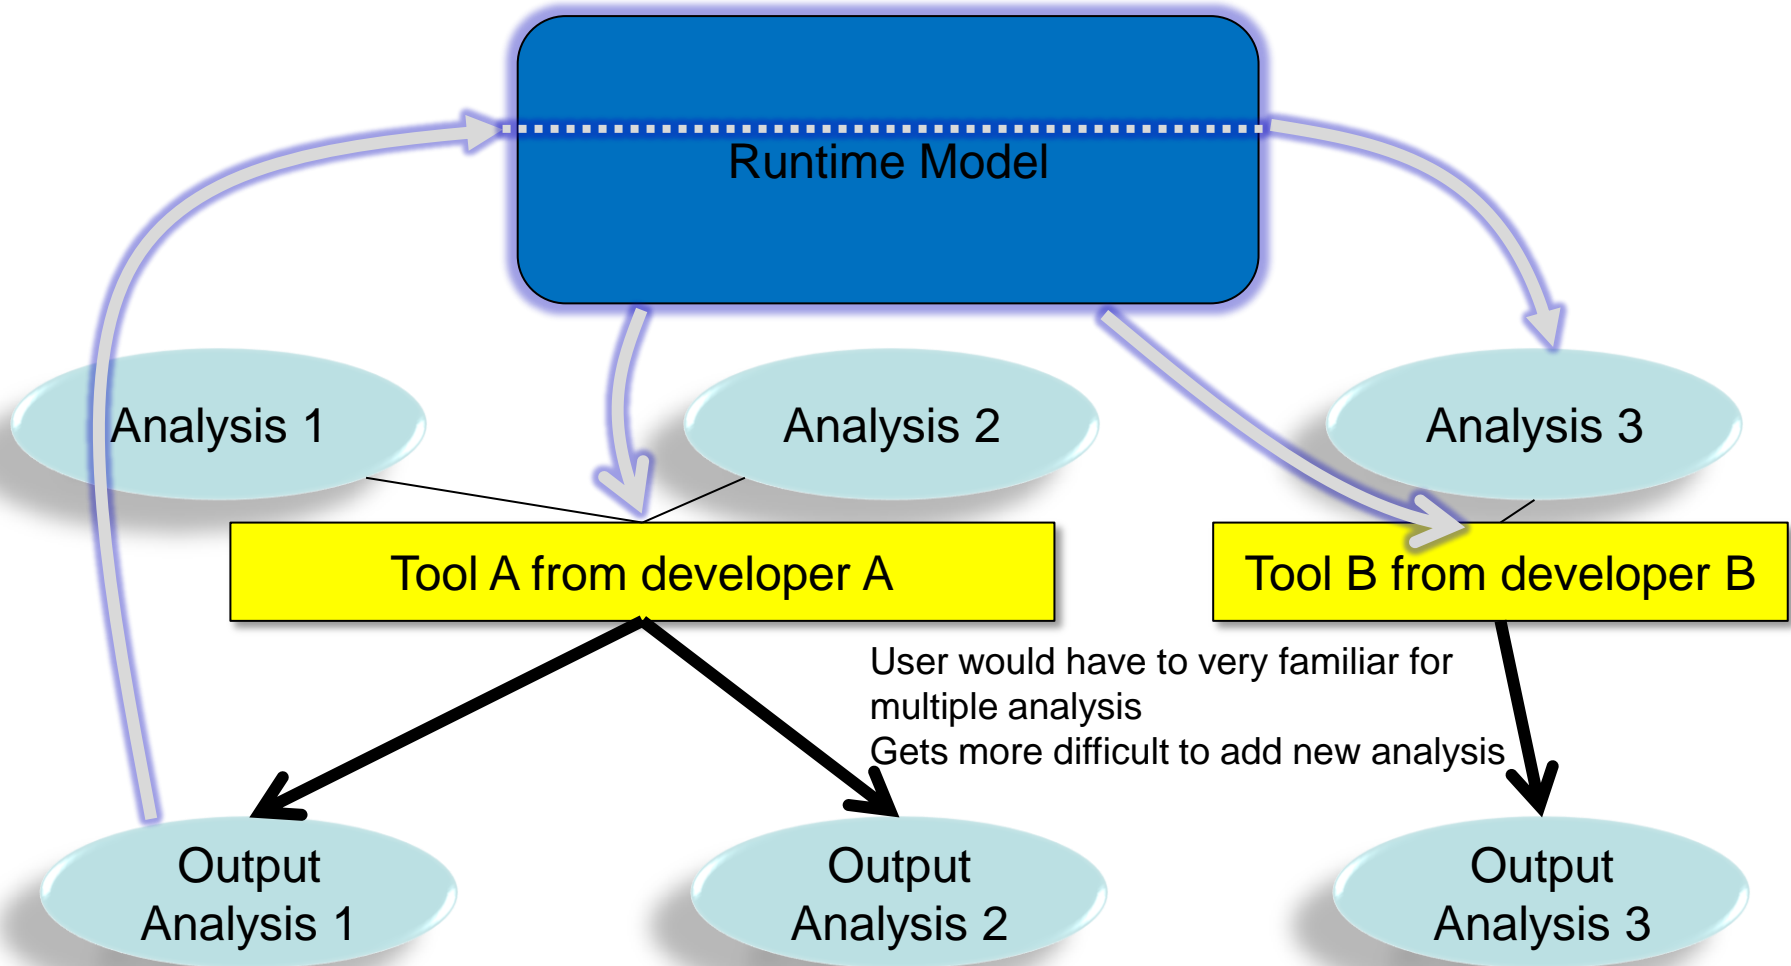 Runtime Model
Analysis 1
Analysis 2
Analysis 3
Tool A from developer A
Tool B from developer B
User would have to very familiar for
multiple analysis
Gets more difficult to add new analysis
Output
Analysis 1
Output
Analysis 2
Output
Analysis 3